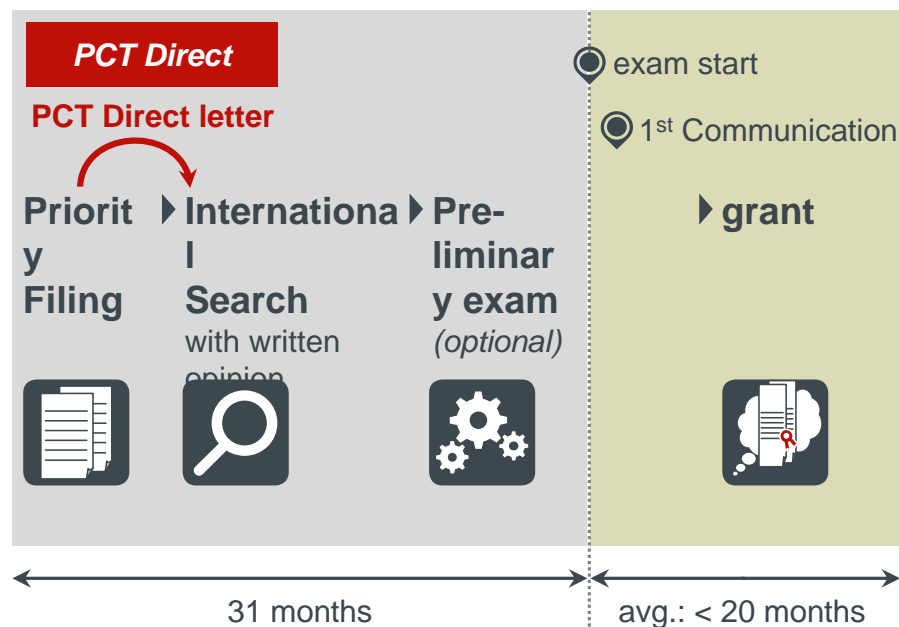 PCT Direct
exam start
PCT Direct letter
1st Communication
Priorit
y
Filing
Internationa
l
Search
with written
opinion
Pre-
liminar
y exam
(optional)
grant
31 months
avg.: < 20 months